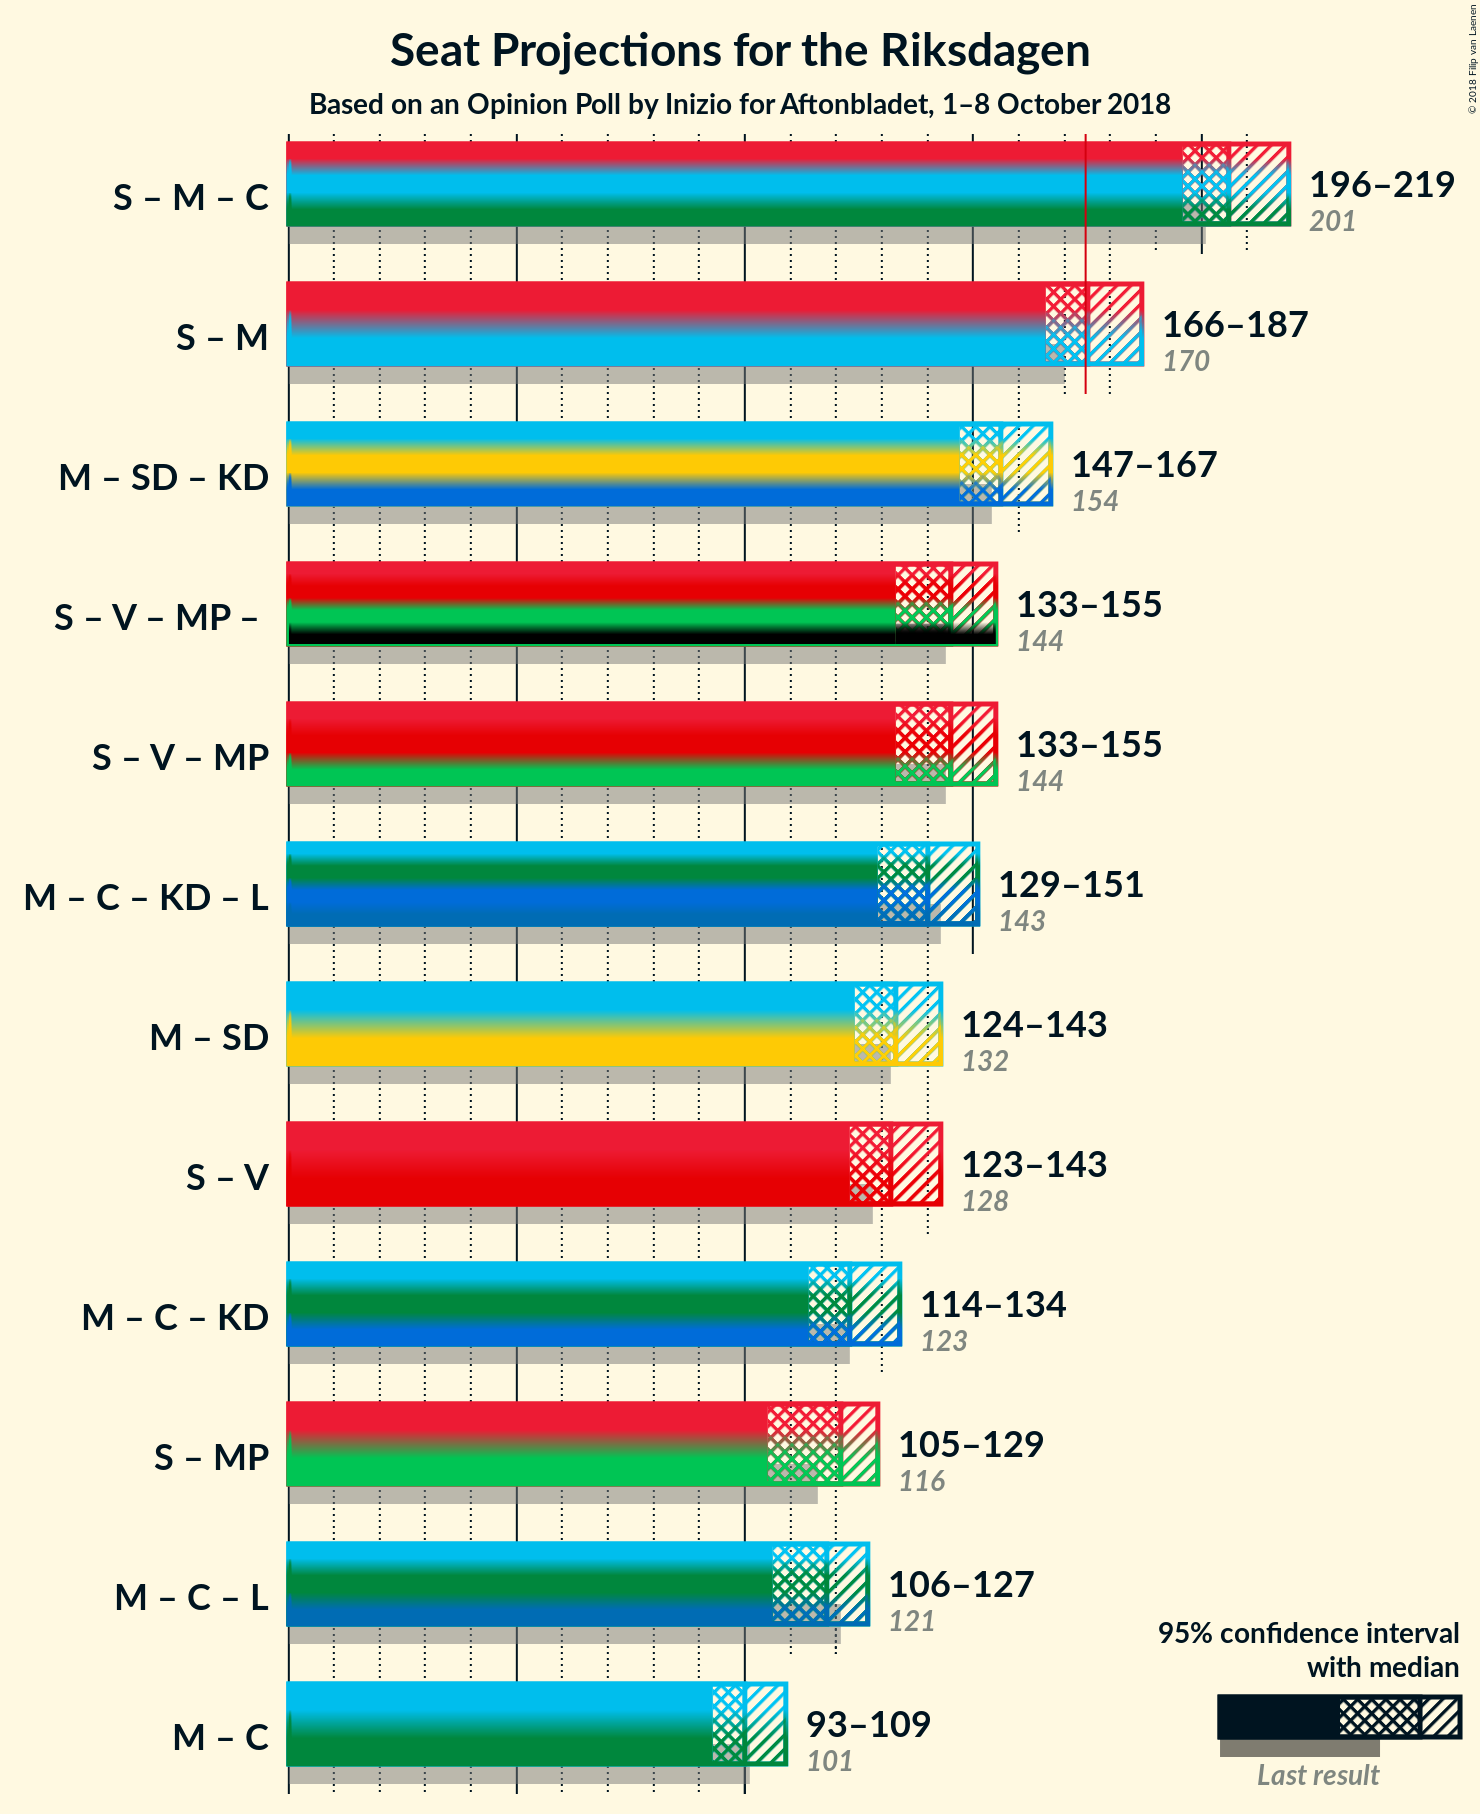 Seat Projections for the Riksdagen
Based on an Opinion Poll by Inizio for Aftonbladet, 1–8 October 2018
© 2018 Filip van Laenen
S – M – C
196–219
201
S – M
166–187
170
M – SD – KD
147–167
154
S – V – MP –
133–155
144
S – V – MP
133–155
144
M – C – KD – L
129–151
143
M – SD
124–143
132
S – V
123–143
128
M – C – KD
114–134
123
S – MP
105–129
116
M – C – L
106–127
121
M – C
93–109
101
95% confidence interval
with median
Last result